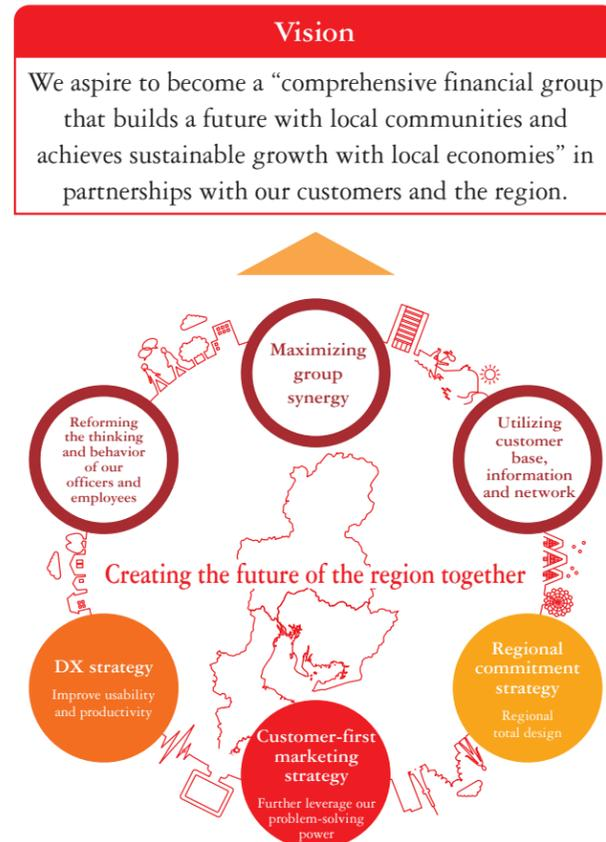 Vision
We aspire to become a “comprehensive financial group
that builds a future with local communities and
achieves sustainable growth with local economies” in
partnerships with our customers and the region.
Maximizing
group
synergy
Reforming
the thinking
and behavior
of our
officers and
employees
Utilizing
customer
base,
information
and network
Creating the future of the region together
DX strategy
Improve usability
and productivity
Regional
commitment
strategy
Regional
total design
Customer-first
marketing
strategy
Further leverage our
problem-solving
power